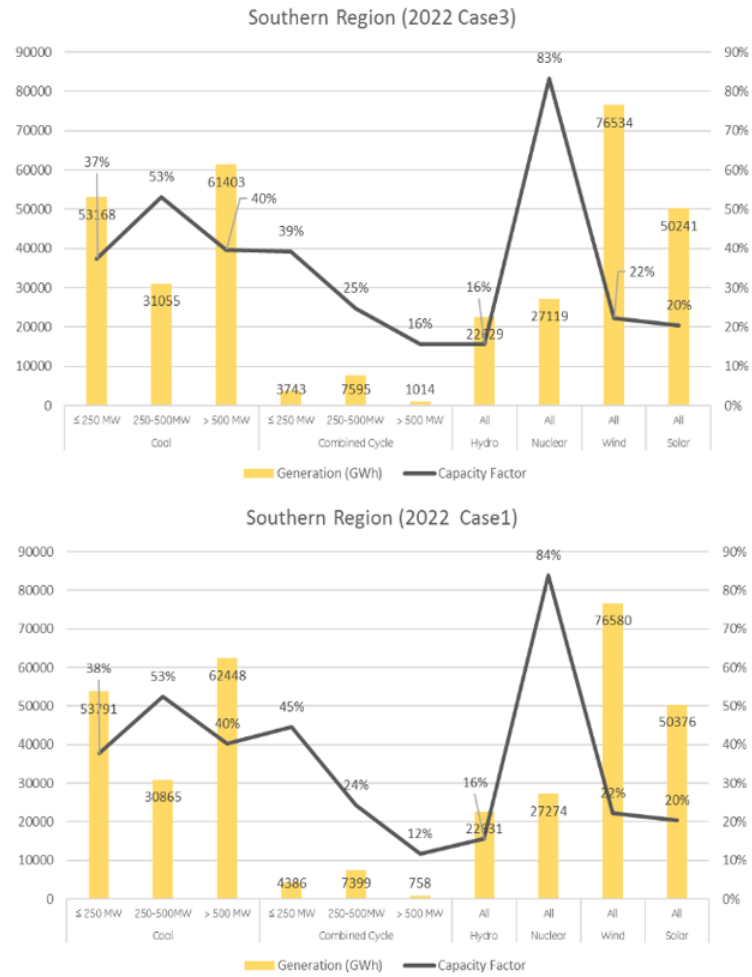 Southern Region (2022 Case3)
90000 83% 90%
80000 76534 80%
70000 70%
60000 37% 53% 61403 60%
50000 53168 40% 39% 50241 50%
40000 40%
30000 31055 25% 16% 22% 30%
20000 16% 22629 27119 20% 20%
10000 3743 7595 1014 10%
0 0%
≤ 250 MW 250-500MW > 500 MW ≤ 250 MW 250-500MW > 500 MW All All All All
Coal Combined Cycle Hydro Nuclear Wind Solar
Generation (GWh) Capacity Factor
Southern Region (2022 Case1)
90000 84% 90%
80000 76580 80%
70000 70%
60000 38% 53% 62448 60%
50000 53791 40% 45% 50376 50%
40000 40%
30000 30865 24% 16% 22% 20% 30%
20000 12% 22631 27274 20%
10000 4386 7399 758 10%
0 0%
≤ 250 MW 250-500MW > 500 MW ≤ 250 MW 250-500MW > 500 MW All All All All
Coal Combined Cycle Hydro Nuclear Wind Solar
Generation (GWh) Capacity Factor